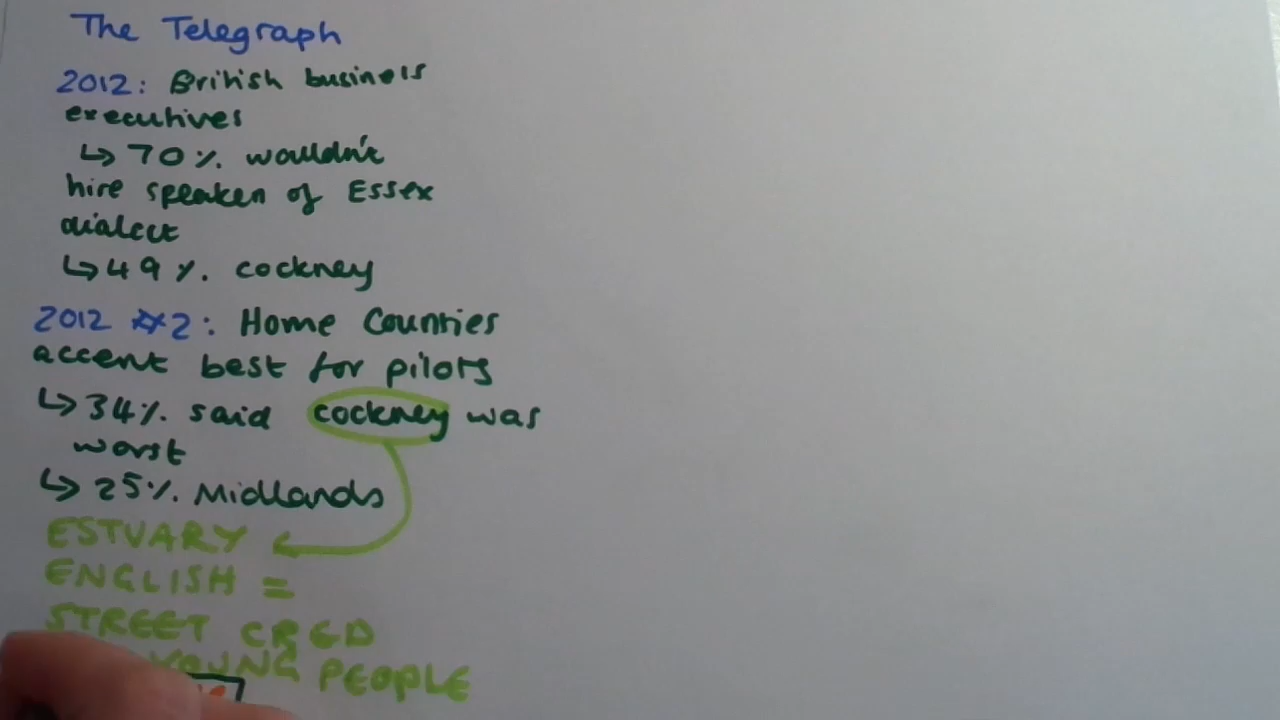 The Telegraph
2012: British business
executives
↳ 70%. wouldn't
hire speaker of Essex
dialect
↳ 49%. cockney
2012 #2: Home Counties
accent best for pilots
↳ 34%. said cockney was
worst
↳ 25%. Midlands
ESTUARY
ENGLISH =
STREET CRED
YOUNG PEOPLE